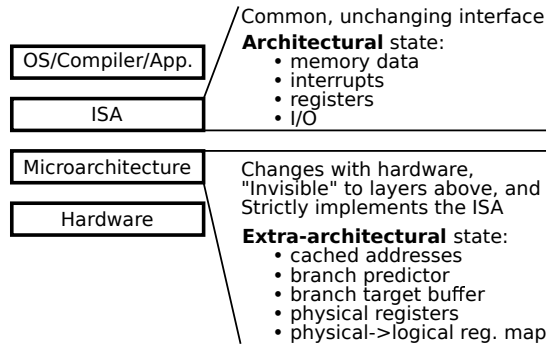 Common, unchanging interface
Architectural state:
• memory data
• interrupts
• registers
• I/O
OS/Compiler/App.
ISA
Microarchitecture
Hardware
Changes with hardware,
"Invisible" to layers above, and
Strictly implements the ISA
Extra-architectural state:
• cached addresses
• branch predictor
• branch target buffer
• physical registers
• physical->logical reg. map